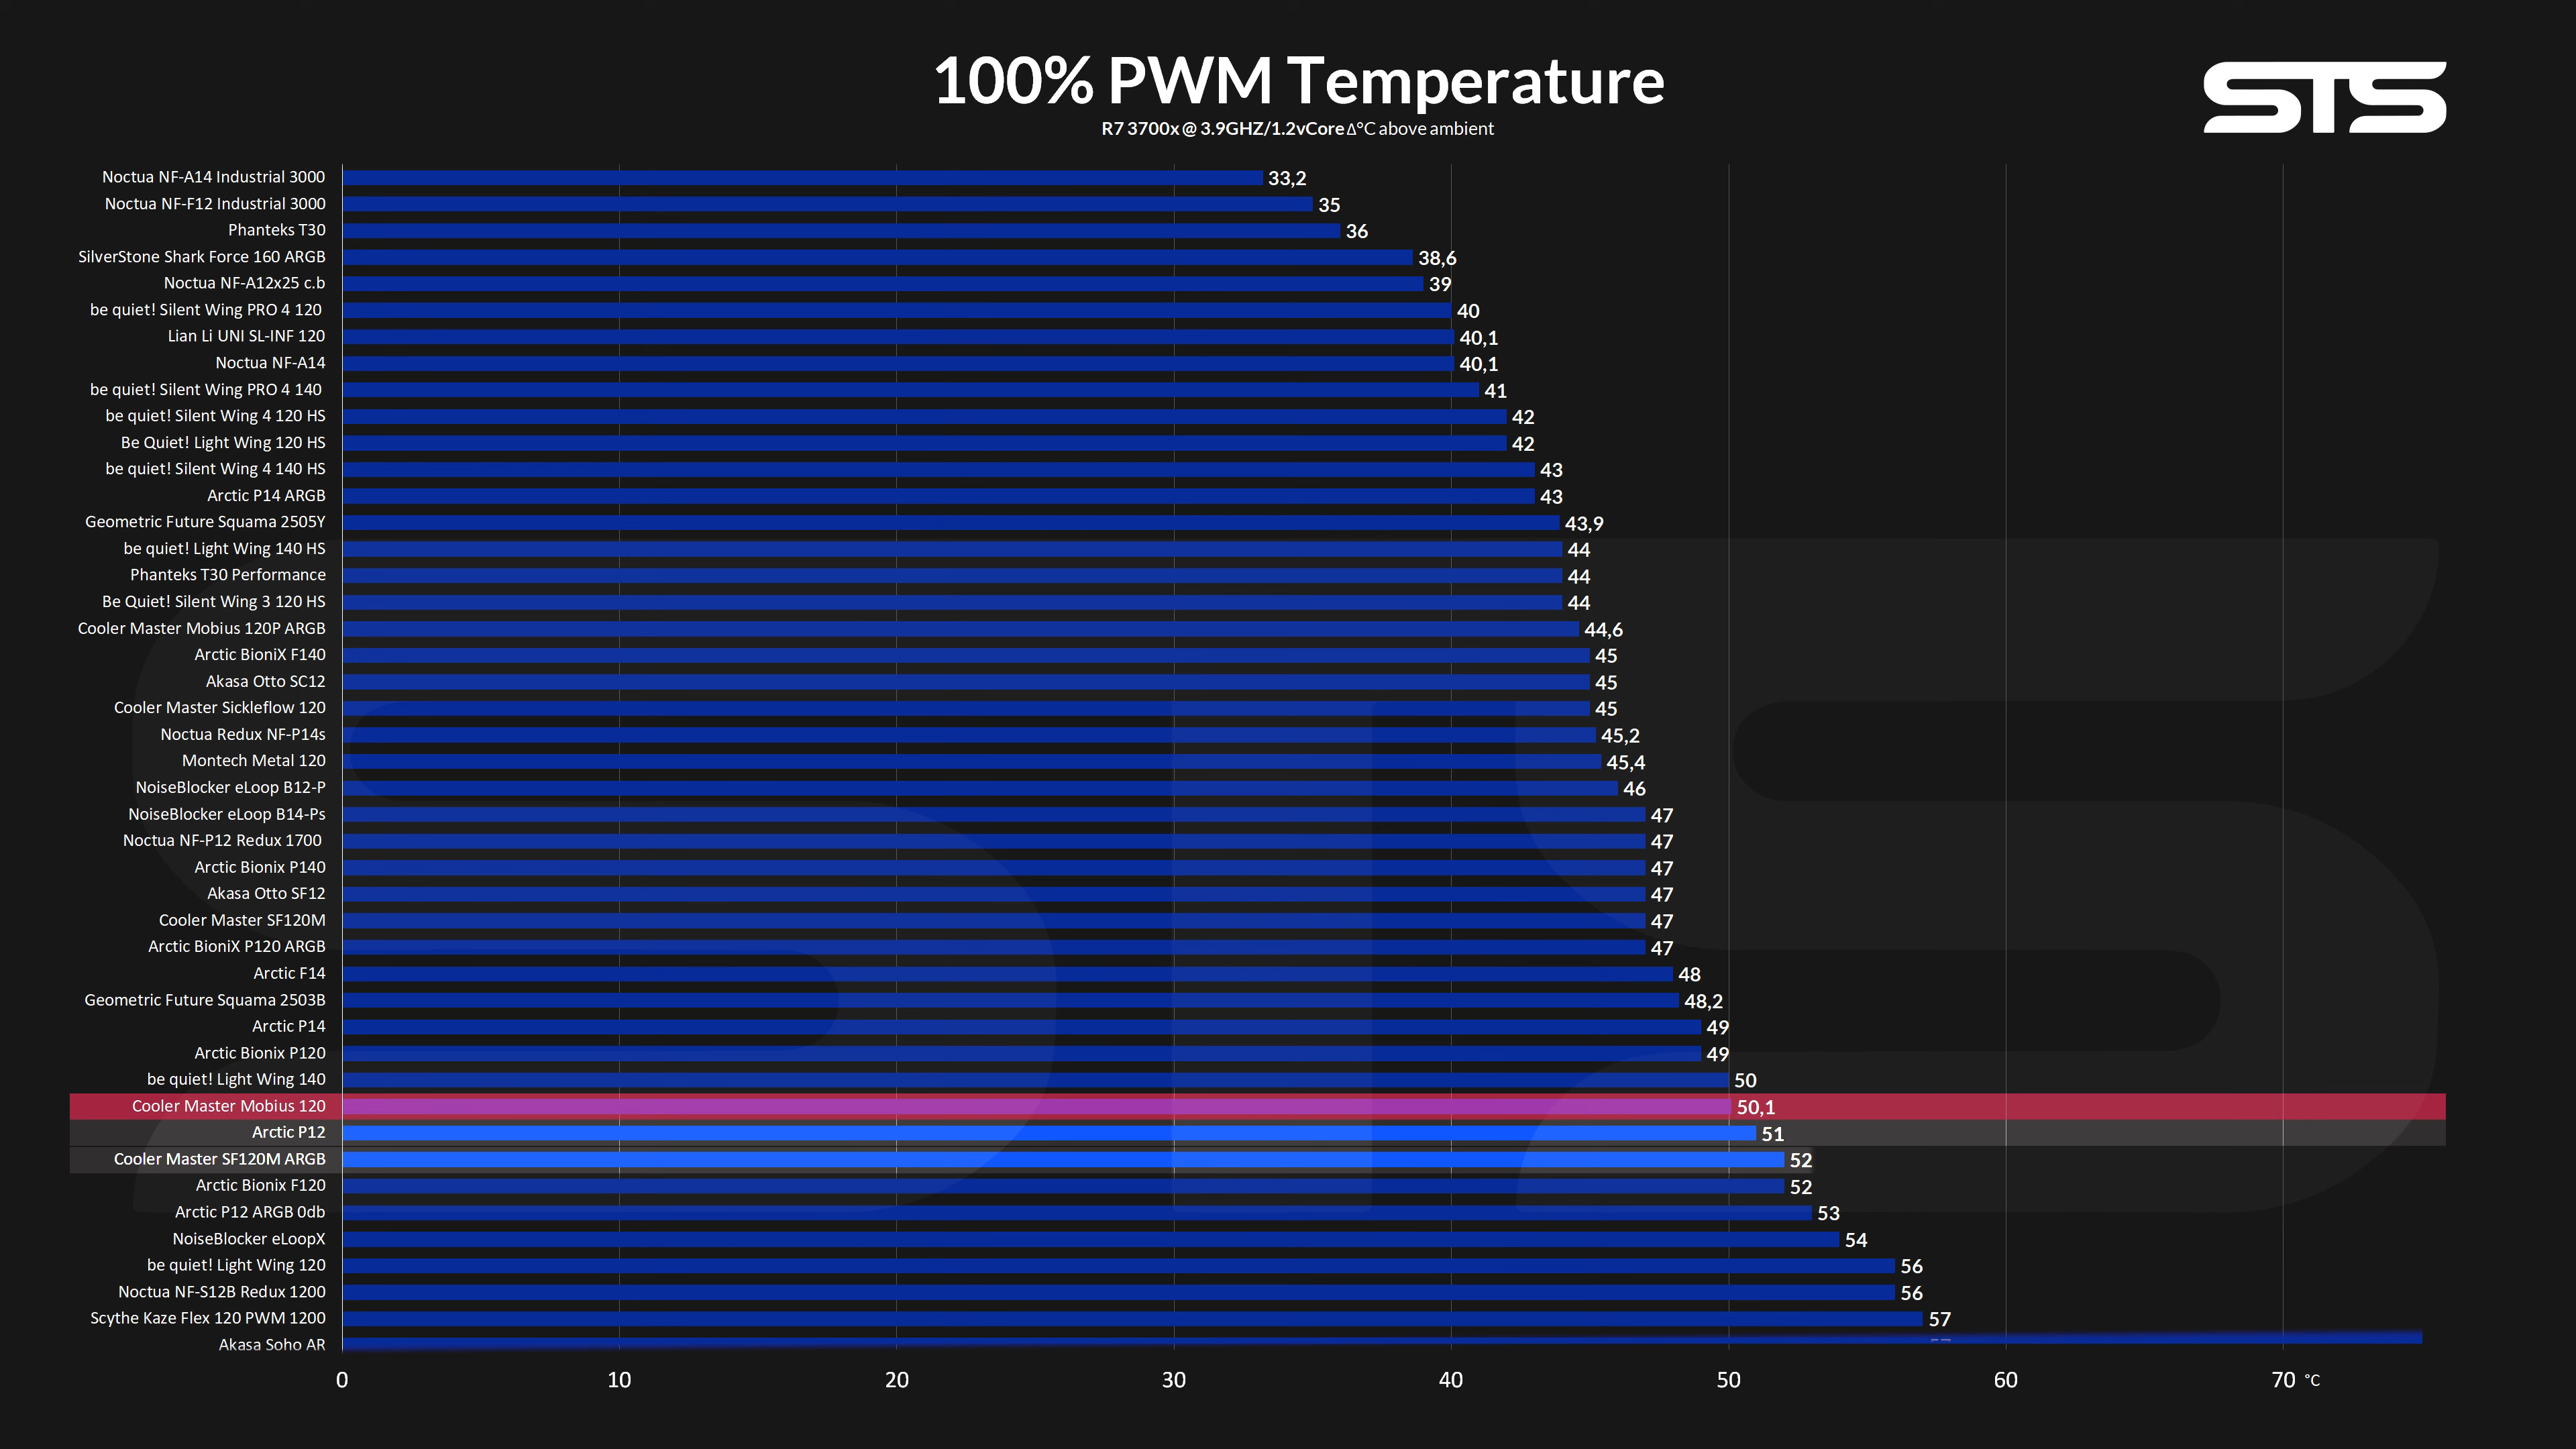 100% PWM Temperature
STS
R7 3700x @ 3.9GHZ/1.2vCore Δ°C above ambient
Noctua NF-A14 Industrial 3000 33,2
Noctua NF-F12 Industrial 3000 35
Phanteks T30 36
SilverStone Shark Force 160 ARGB 38,6
Noctua NF-A12x25 c.b 39
be quiet! Silent Wing PRO 4 120 40
Lian Li UNI SL-INF 120 40,1
Noctua NF-A14 40,1
be quiet! Silent Wing PRO 4 140 41
be quiet! Silent Wing 4 120 HS 42
Be Quiet! Light Wing 120 HS 42
be quiet! Silent Wing 4 140 HS 43
Arctic P14 ARGB 43
Geometric Future Squama 2505Y 43,9
be quiet! Light Wing 140 HS 44
Phanteks T30 Performance 44
Be Quiet! Silent Wing 3 120 HS 44
Cooler Master Mobius 120P ARGB 44,6
Arctic BioniX F140 45
Akasa Otto SC12 45
Cooler Master Sickleflow 120 45
Noctua Redux NF-P14s 45,2
Montech Metal 120 45,4
NoiseBlocker eLoop B12-P 46
NoiseBlocker eLoop B14-Ps 47
Noctua NF-P12 Redux 1700 47
Arctic Bionix P140 47
Akasa Otto SF12 47
Cooler Master SF120M 47
Arctic BioniX P120 ARGB 47
Arctic F14 48
Geometric Future Squama 2503B 48,2
Arctic P14 49
Arctic Bionix P120 49
be quiet! Light Wing 140 50
Cooler Master Mobius 120 50,1
Arctic P12 51
Cooler Master SF120M ARGB 52
Arctic Bionix F120 52
Arctic P12 ARGB 0db 53
NoiseBlocker eLoopX 54
be quiet! Light Wing 120 56
Noctua NF-S12B Redux 1200 56
Scythe Kaze Flex 120 PWM 1200 57
Akasa Soho AR
0 10 20 30 40 50 60 70 °C